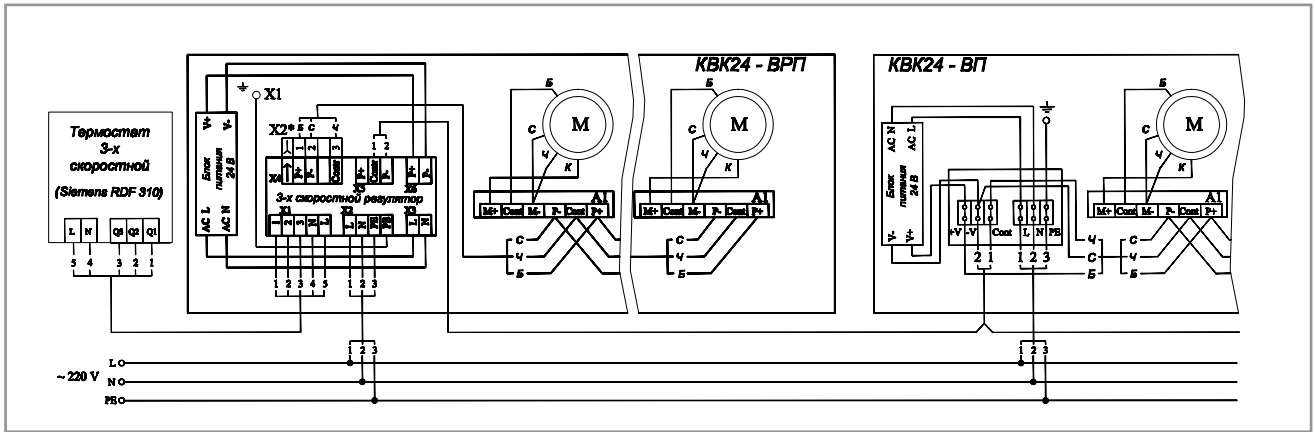 КВК24 - ВРП
КВК24 - ВП
Термостат
3-х
скоростной
(Siemens RDF 310)
L N Q3 Q2 Q1
5 4 3 2 1
V+ V-
Блок
питания
24 В
AC L
AC N
X1
X2*
Б С Ч
1 2 3
1 2
X4 P+ P- Cont P+ Cont P- P+ P-
X5 X6
3-х скоростной регулятор
X1 X2 X3
1 2 3 N L L N PE PE L N
1 2 3 4 5 1 2 3
Б
С
Ч
К
M
A1
M+ Cont M- P- Cont P+
С
Ч
Б
Б
С
Ч
К
M
A1
M+ Cont M- P- Cont P+
С
Ч
Б
AC N
AC L
Блок
питания
24 В
V-
V+
+V -V Cont L N PE
2 1 1 2 3
Ч
С
Б
Б
С
Ч
К
M
A1
M+ Cont M- P- Cont P+
С
Ч
Б
1 2 3
1 2 3
~ 220 V
L
N
PE